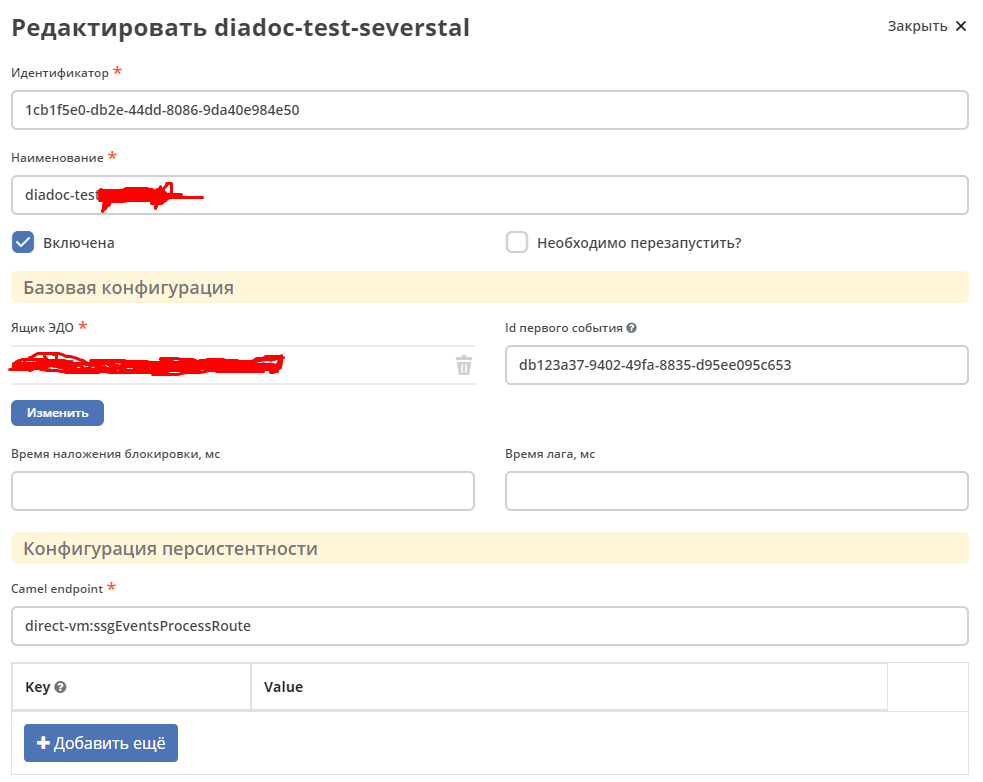 Редактировать diadoc-test-severstal
Закрыть ✕
Идентификатор *
1cb1f5e0-db2e-44dd-8086-9da40e984e50
Наименование *
diadoc-test
Включена
Необходимо перезапустить?
Базовая конфигурация
Ящик ЭДО *
Id первого события ?
db123a37-9402-49fa-8835-d95ee095c653
Изменить
Время наложения блокировки, мс
Время лага, мс
Конфигурация персистентности
Camel endpoint *
direct-vm:ssgEventsProcessRoute
Key ? Value
+ Добавить ещё